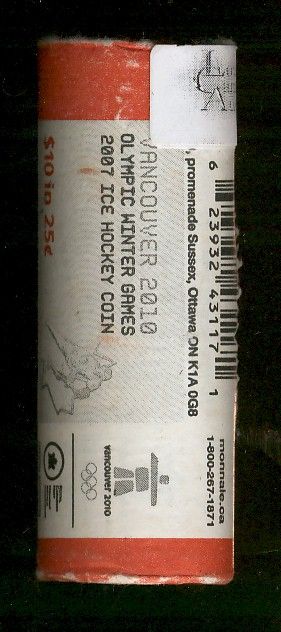 $10 in 25¢
VANCOUVER 2010
OLYMPIC WINTER GAMES
2007 ICE HOCKEY COIN
, promenade Sussex, Ottawa ON K1A 0G8
6 23932 43117 1
monnaie.ca
1-800-267-1871
vancouver 2010